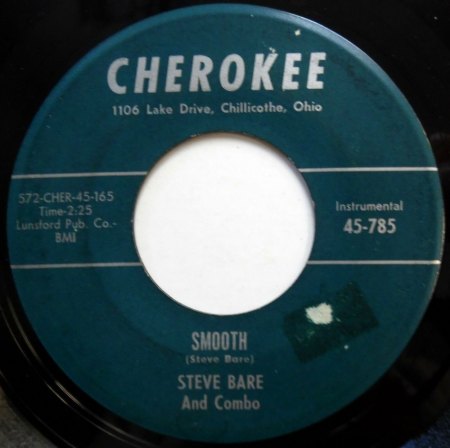 CHEROKEE
1106 Lake Drive, Chillicothe, Ohio
572-CHER-45-165
Time-2:25
Lunsford Pub. Co.-
BMI
Instrumental
45-785
SMOOTH
(Steve Bare)
STEVE BARE
And Combo